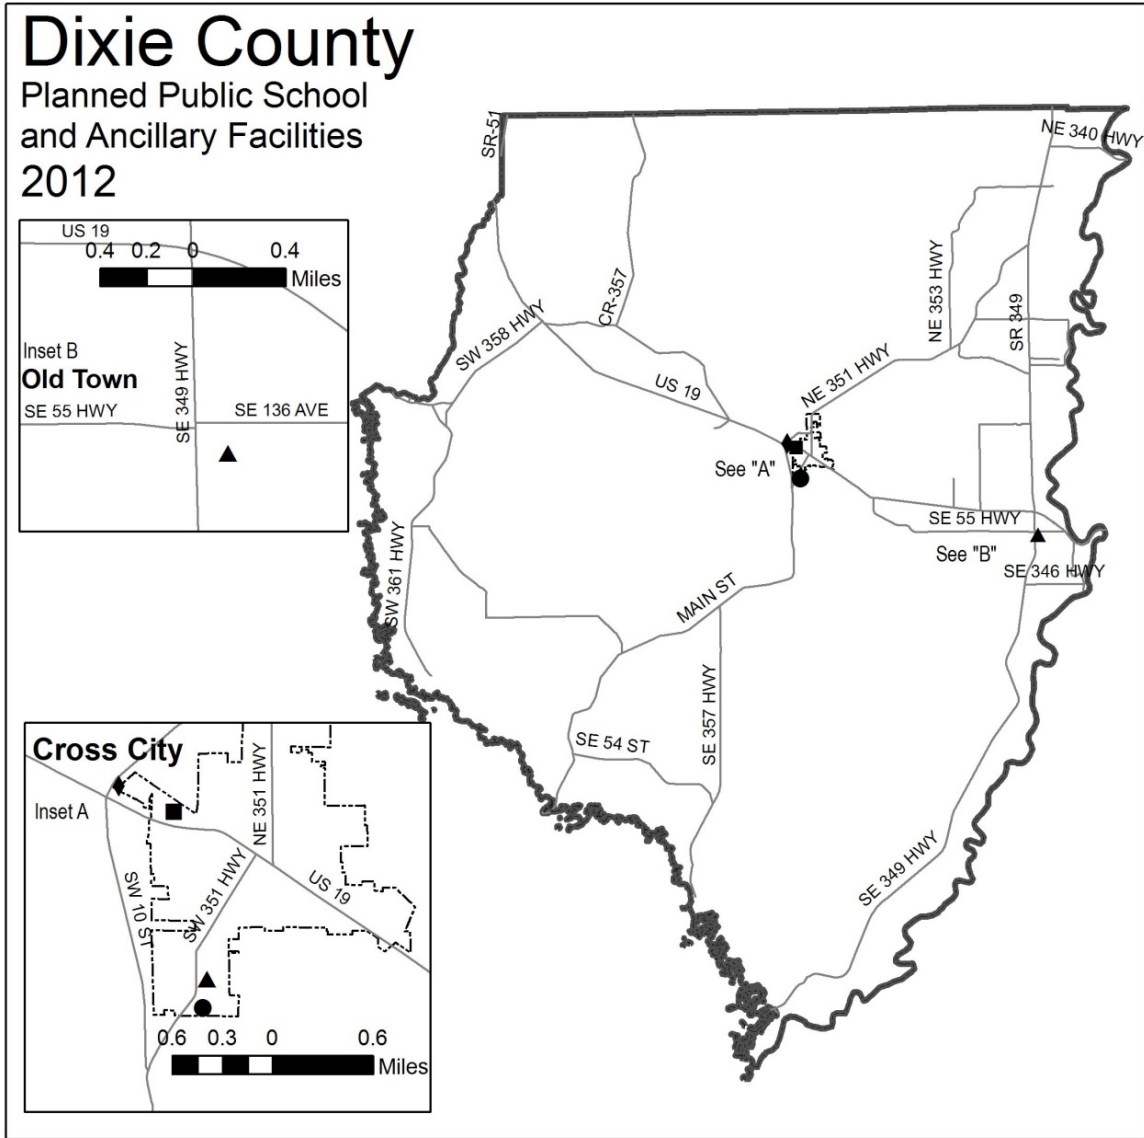 Dixie County
Planned Public School
and Ancillary Facilities
2012
US 19
0.4 0.2 0 0.4
Miles
Inset B
Old Town
SE 349 HWY
SE 55 HWY
SE 136 AVE
SR-51
NE 340 HWY
CR-357
NE 353 HWY
SR 349
SW 358 HWY
US 19
NE 351 HWY
See "A"
SE 55 HWY
See "B"
SE 346 HWY
SW 361 HWY
MAIN ST
SE 357 HWY
SE 54 ST
SE 349 HWY
Cross City
Inset A
NE 351 HWY
SW 10 ST
SW 351 HWY
US 19
0.6 0.3 0 0.6
Miles